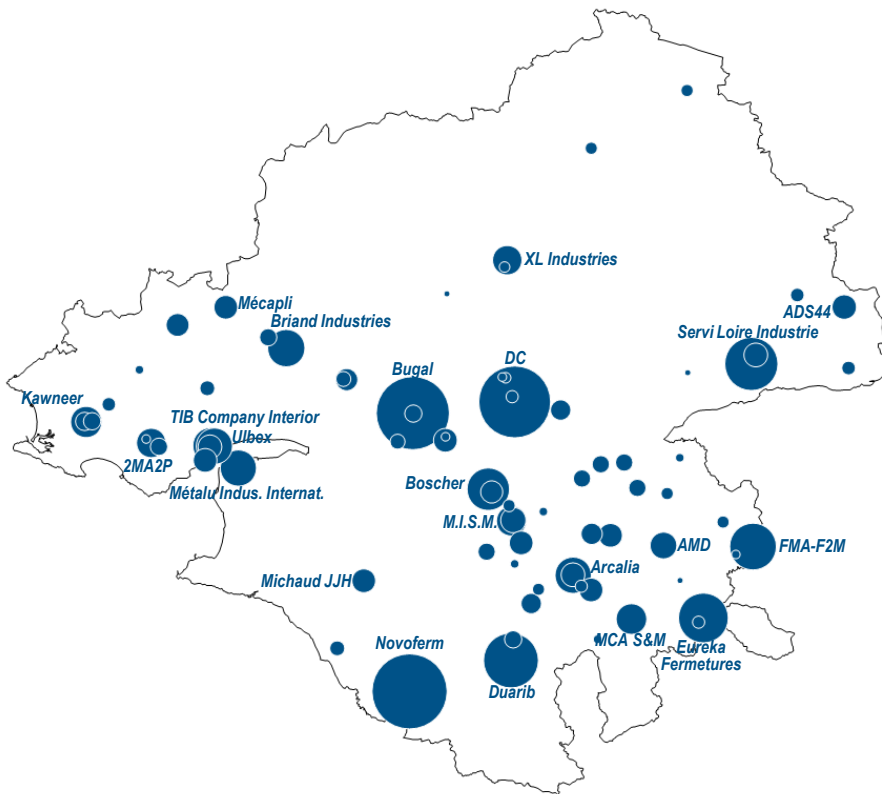 XL Industries
Mécapli
ADS44
Briand Industries
Servi Loire Industrie
DC
Bugal
Kawneer
TIB Company Interior
Ulbex
2MA2P
Métalu Indus. Internat.
Boscher
M.I.S.M.
AMD
FMA-F2M
Arcalia
Michaud JJH
MCA S&M
Novoferm
Eureka
Fermetures
Duarib